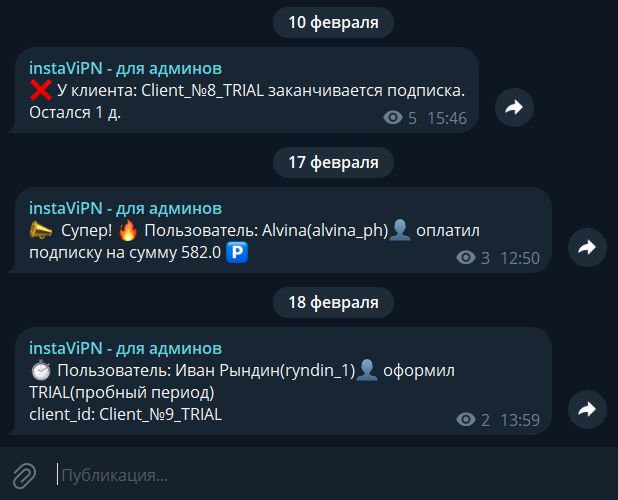 10 февраля
instaViPN - для админов
❌ У клиента: Client_№8_TRIAL заканчивается подписка.
Остался 1 д.
5 15:46
17 февраля
instaViPN - для админов
📣 Супер! 🔥 Пользователь: Alvina(alvina_ph)👤 оплатил
подписку на сумму 582.0 🅿️
3 12:50
18 февраля
instaViPN - для админов
⏱ Пользователь: Иван Рындин(ryndin_1)👤 оформил
TRIAL(пробный период)
client_id: Client_№9_TRIAL
2 13:59
Публикация...